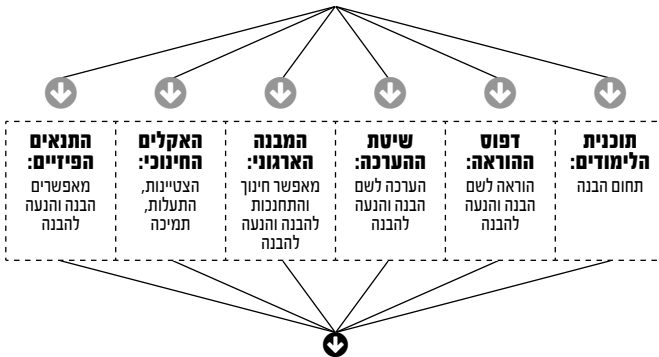 תוכנית
הלימודים:
תחום הבנה
דפוס
ההוראה:
הוראה לשם
הבנה והנעה
להבנה
שיטת
ההערכה:
הערכה לשם
הבנה והנעה
להבנה
המבנה
הארגוני:
מאפשר חינוך
והתחנכות
להבנה והנעה
להבנה
האקלים
החינוכי:
הצטיינות,
התעלות,
תמיכה
התנאים
הפיזיים:
מאפשרים
הבנה והנעה
להבנה